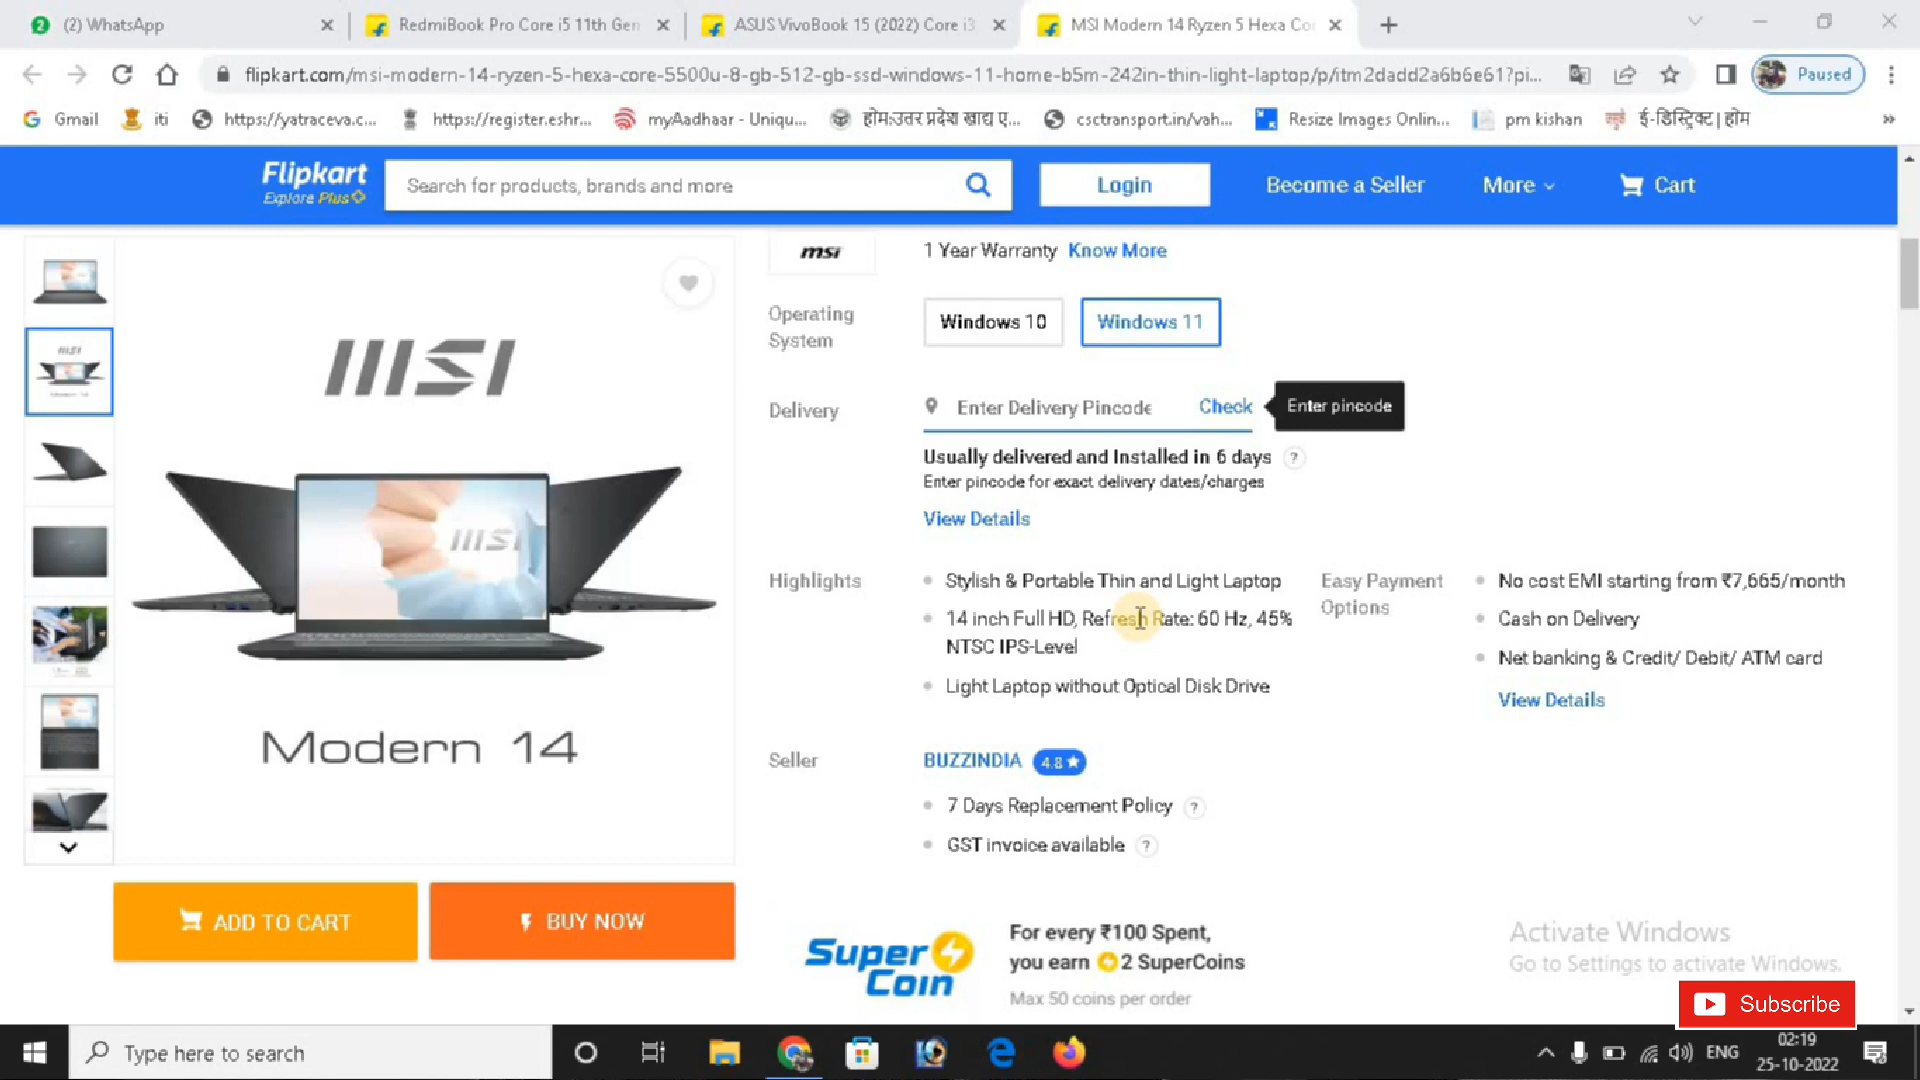 2
(2) WhatsApp
RedmiBook Pro Core i5 11th Gen
ASUS VivoBook 15 (2022) Core i3
MSI Modern 14 Ryzen 5 Hexa Co
flipkart.com/msi-modern-14-ryzen-5-hexa-core-5500u-8-gb-512-gb-ssd-windows-11-home-b5m-242in-thin-light-laptop/p/itm2dadd2a6b6e61?pi...
Paused
Gmail
iti
https://yatraceva.c...
https://register.eshr...
myAadhaar - Uniqu...
होम:उत्तर प्रदेश खाद्य ए...
csctransport.in/vah...
Resize Images Onlin...
pm kishan
ई-डिस्ट्रिक्ट | होम
»
Flipkart
Explore Plus
Search for products, brands and more
Login
Become a Seller
More
Cart
msi
1 Year Warranty Know More
Operating
System
Windows 10
Windows 11
Delivery
Enter Delivery Pincode
Check
Enter pincode
Usually delivered and Installed in 6 days ?
Enter pincode for exact delivery dates/charges
View Details
Highlights
Stylish & Portable Thin and Light Laptop
14 inch Full HD, Refresh Rate: 60 Hz, 45%
NTSC IPS-Level
Light Laptop without Optical Disk Drive
Easy Payment
Options
No cost EMI starting from ₹7,665/month
Cash on Delivery
Net banking & Credit/ Debit/ ATM card
View Details
Seller
BUZZINDIA 4.8 ★
7 Days Replacement Policy ?
GST invoice available ?
msi
msi
Modern 14
ADD TO CART
BUY NOW
Super
Coin
For every ₹100 Spent,
you earn 2 SuperCoins
Max 50 coins per order
Activate Windows
Go to Settings to activate Windows.
Subscribe
Type here to search
ENG
02:19
25-10-2022